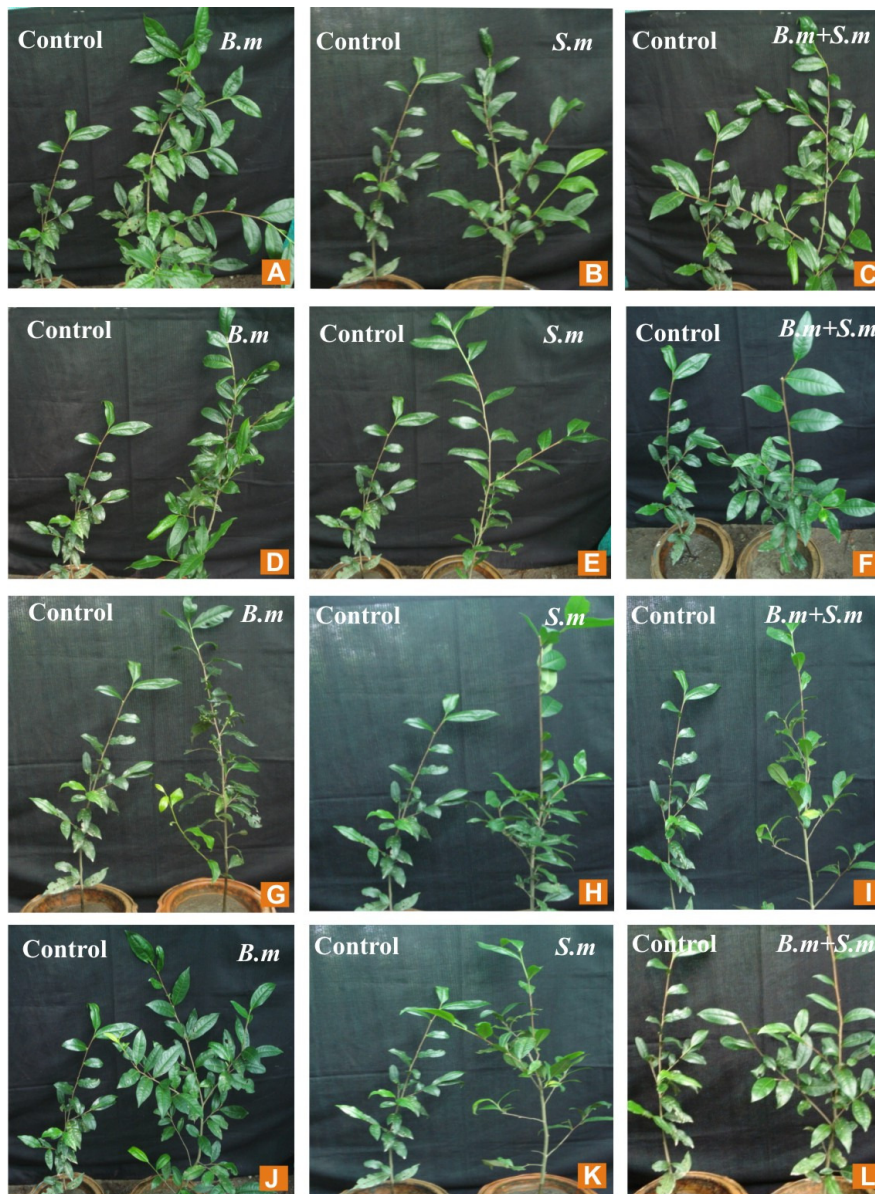 Control B.m
A
Control S.m
B
Control B.m+S.m
C
Control B.m
D
Control S.m
E
Control B.m+S.m
F
Control B.m
G
Control S.m
H
Control B.m+S.m
I
Control B.m
J
Control S.m
K
Control B.m+S.m
L